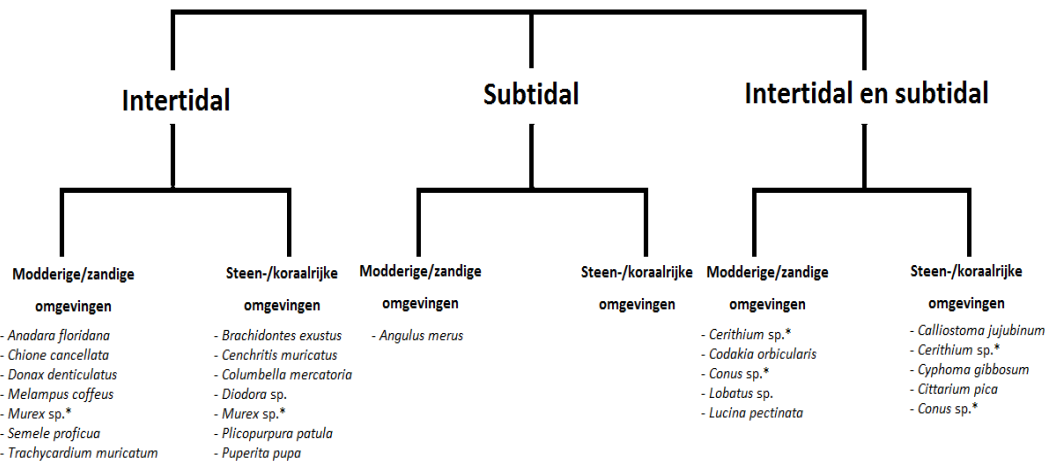 Intertidal
Subtidal
Intertidal en subtidal
Modderige/zandige
omgevingen
- Anadara floridana
- Chione cancellata
- Donax denticulatus
- Melampus coffeus
- Murex sp.*
- Semele proficua
- Trachycardium muricatum
Steen-/koraalrijke
omgevingen
- Brachidontes exustus
- Cenchritis muricatus
- Columbella mercatoria
- Diodora sp.
- Murex sp.*
- Plicopurpura patula
- Puperita pupa
Modderige/zandige
omgevingen
- Angulus merus
Steen-/koraalrijke
omgevingen
Modderige/zandige
omgevingen
- Cerithium sp.*
- Codakia orbicularis
- Conus sp.*
- Lobatus sp.
- Lucina pectinata
Steen-/koraalrijke
omgevingen
- Calliostoma jujubinum
- Cerithium sp.*
- Cyphoma gibbosum
- Cittarium pica
- Conus sp.*